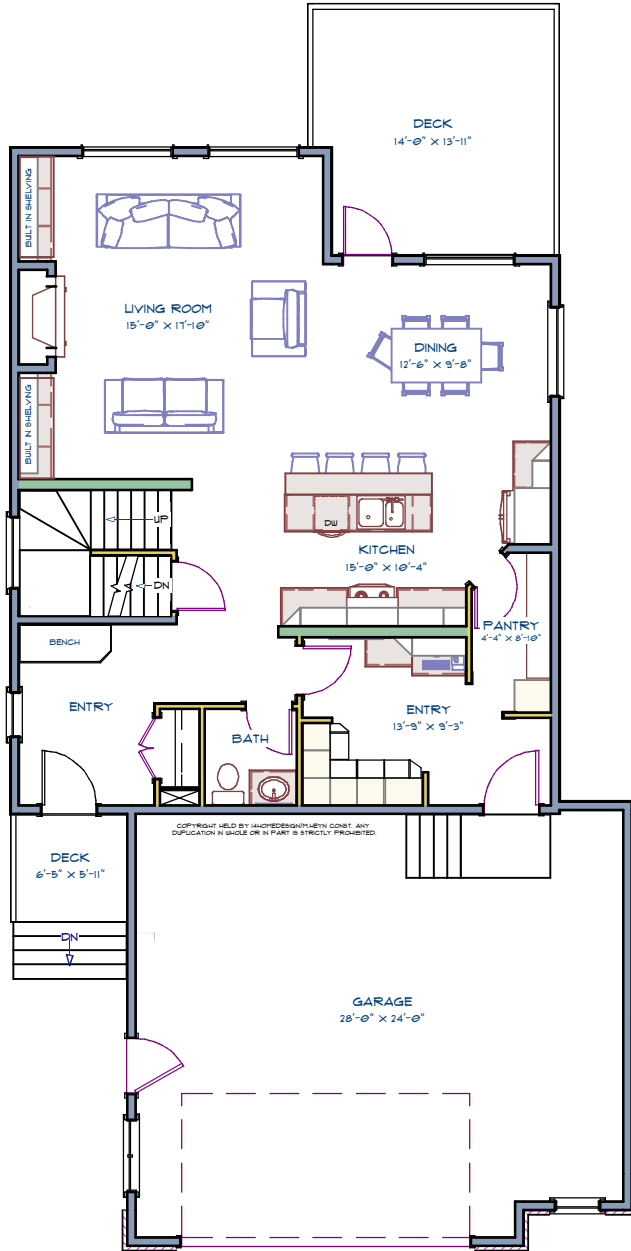 DECK
14'-0" X 13'-11"
BUILT IN SHELVING
LIVING ROOM
15'-0" X 17'-10"
DINING
12'-6" X 9'-8"
BUILT IN SHELVING
UP
DW
KITCHEN
15'-0" X 10'-4"
DN
PANTRY
4'-4" X 8'-10"
BENCH
ENTRY
ENTRY
13'-9" X 9'-3"
BATH
COPYRIGHT HELD BY I4HOMEDESIGN/M.HEYN CONST. ANY
DUPLICATION IN WHOLE OR IN PART IS STRICTLY PROHIBITED.
DECK
6'-5" X 5'-11"
DN
GARAGE
28'-0" X 24'-0"